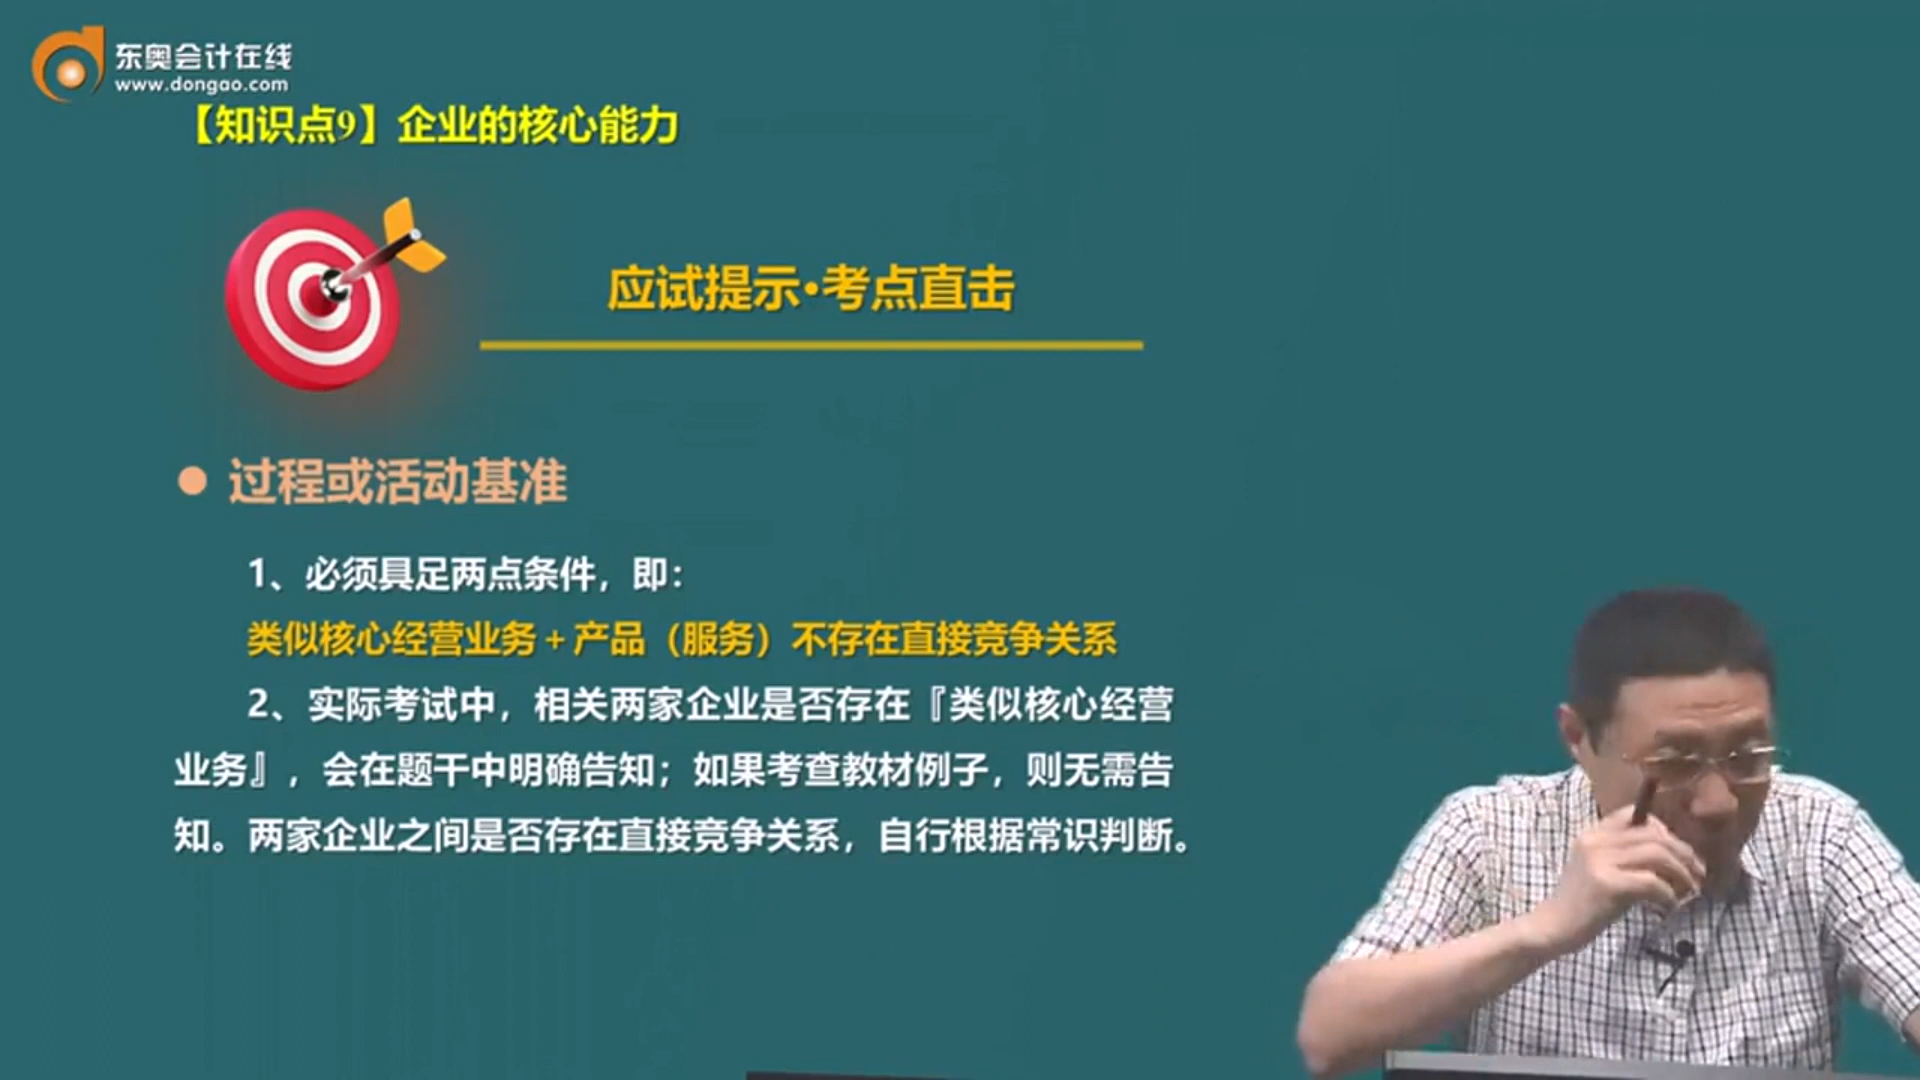 东奥会计在线
www.dongao.com
【知识点9】企业的核心能力
应试提示·考点直击
● 过程或活动基准
1、必须具足两点条件，即：
类似核心经营业务+产品（服务）不存在直接竞争关系
2、实际考试中，相关两家企业是否存在『类似核心经营
业务』，会在题干中明确告知；如果考查教材例子，则无需告
知。两家企业之间是否存在直接竞争关系，自行根据常识判断。